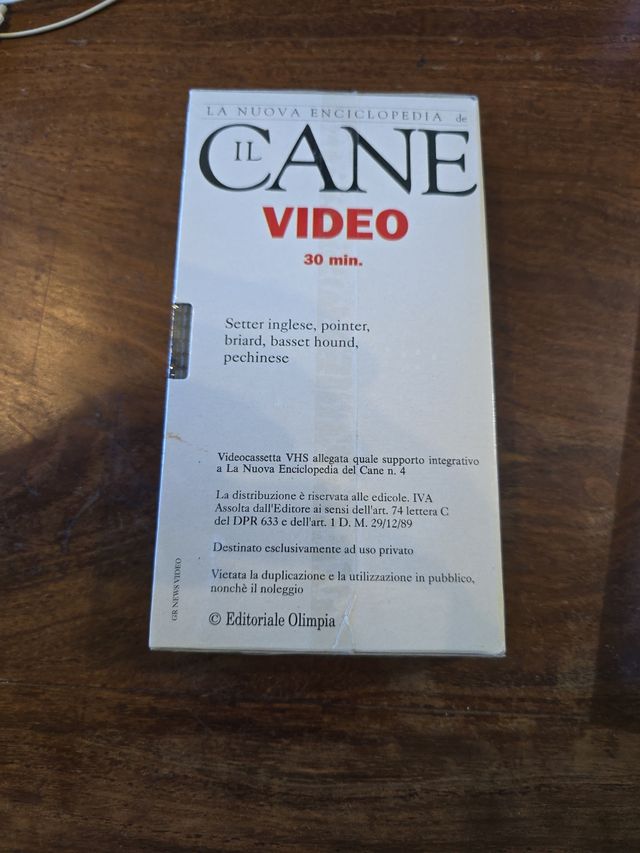 LA NUOVA ENCICLOPEDIA de
IL CANE
VIDEO
30 min.
Setter inglese, pointer,
briard, basset hound,
pechinese
Videocassetta VHS allegata quale supporto integrativo
a La Nuova Enciclopedia del Cane n. 4
La distribuzione è riservata alle edicole. IVA
Assolta dall'Editore ai sensi dell'art. 74 lettera C
del DPR 633 e dell'art. 1 D. M. 29/12/89
Destinato esclusivamente ad uso privato
Vietata la duplicazione e la utilizzazione in pubblico,
nonchè il noleggio
© Editoriale Olimpia
GR NEWS VIDEO